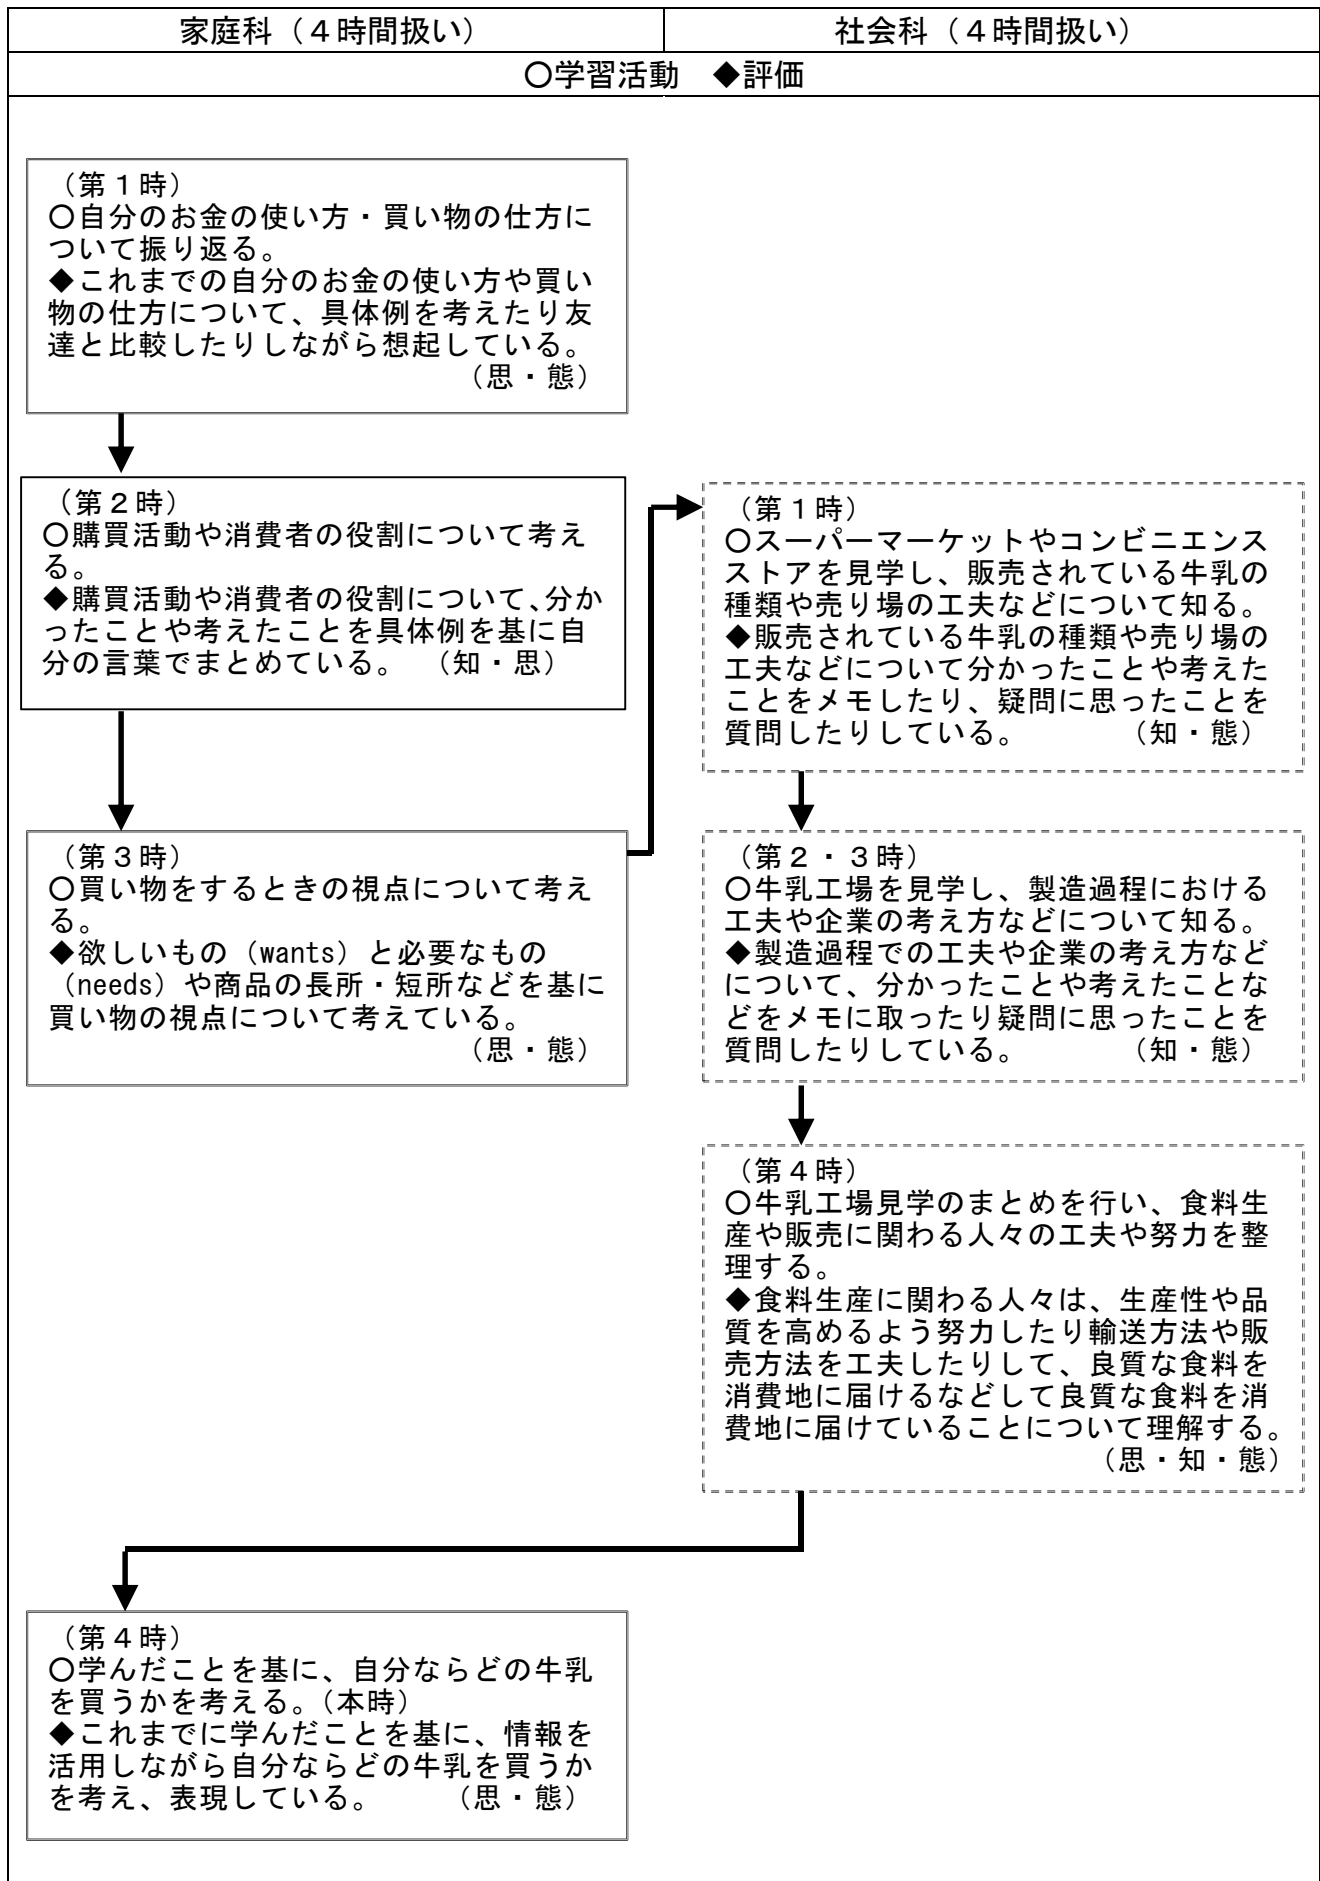 家庭科（４時間扱い）
社会科（４時間扱い）
○学習活動　◆評価
（第１時）
○自分のお金の使い方・買い物の仕方に
ついて振り返る。
◆これまでの自分のお金の使い方や買い
物の仕方について、具体例を考えたり友
達と比較したりしながら想起している。
（思・態）
（第２時）
○購買活動や消費者の役割について考え
る。
◆購買活動や消費者の役割について、分か
ったことや考えたことを具体例を基に自
分の言葉でまとめている。　（知・思）
（第３時）
○買い物をするときの視点について考え
る。
◆欲しいもの（wants）と必要なもの
（needs）や商品の長所・短所などを基に
買い物の視点について考えている。
（思・態）
（第１時）
○スーパーマーケットやコンビニエンス
ストアを見学し、販売されている牛乳の
種類や売り場の工夫などについて知る。
◆販売されている牛乳の種類や売り場の
工夫などについて分かったことや考えた
ことをメモしたり、疑問に思ったことを
質問したりしている。　（知・態）
（第２・３時）
○牛乳工場を見学し、製造過程における
工夫や企業の考え方などについて知る。
◆製造過程での工夫や企業の考え方など
について、分かったことや考えたことな
どをメモに取ったり疑問に思ったことを
質問したりしている。　（知・態）
（第４時）
○牛乳工場見学のまとめを行い、食料生
産や販売に関わる人々の工夫や努力を整
理する。
◆食料生産に関わる人々は、生産性や品
質を高めるよう努力したり輸送方法や販
売方法を工夫したりして、良質な食料を
消費地に届けるなどして良質な食料を消
費地に届けていることについて理解する。
（思・知・態）
（第４時）
○学んだことを基に、自分ならどの牛乳
を買うかを考える。（本時）
◆これまでに学んだことを基に、情報を
活用しながら自分ならどの牛乳を買うか
を考え、表現している。　（思・態）